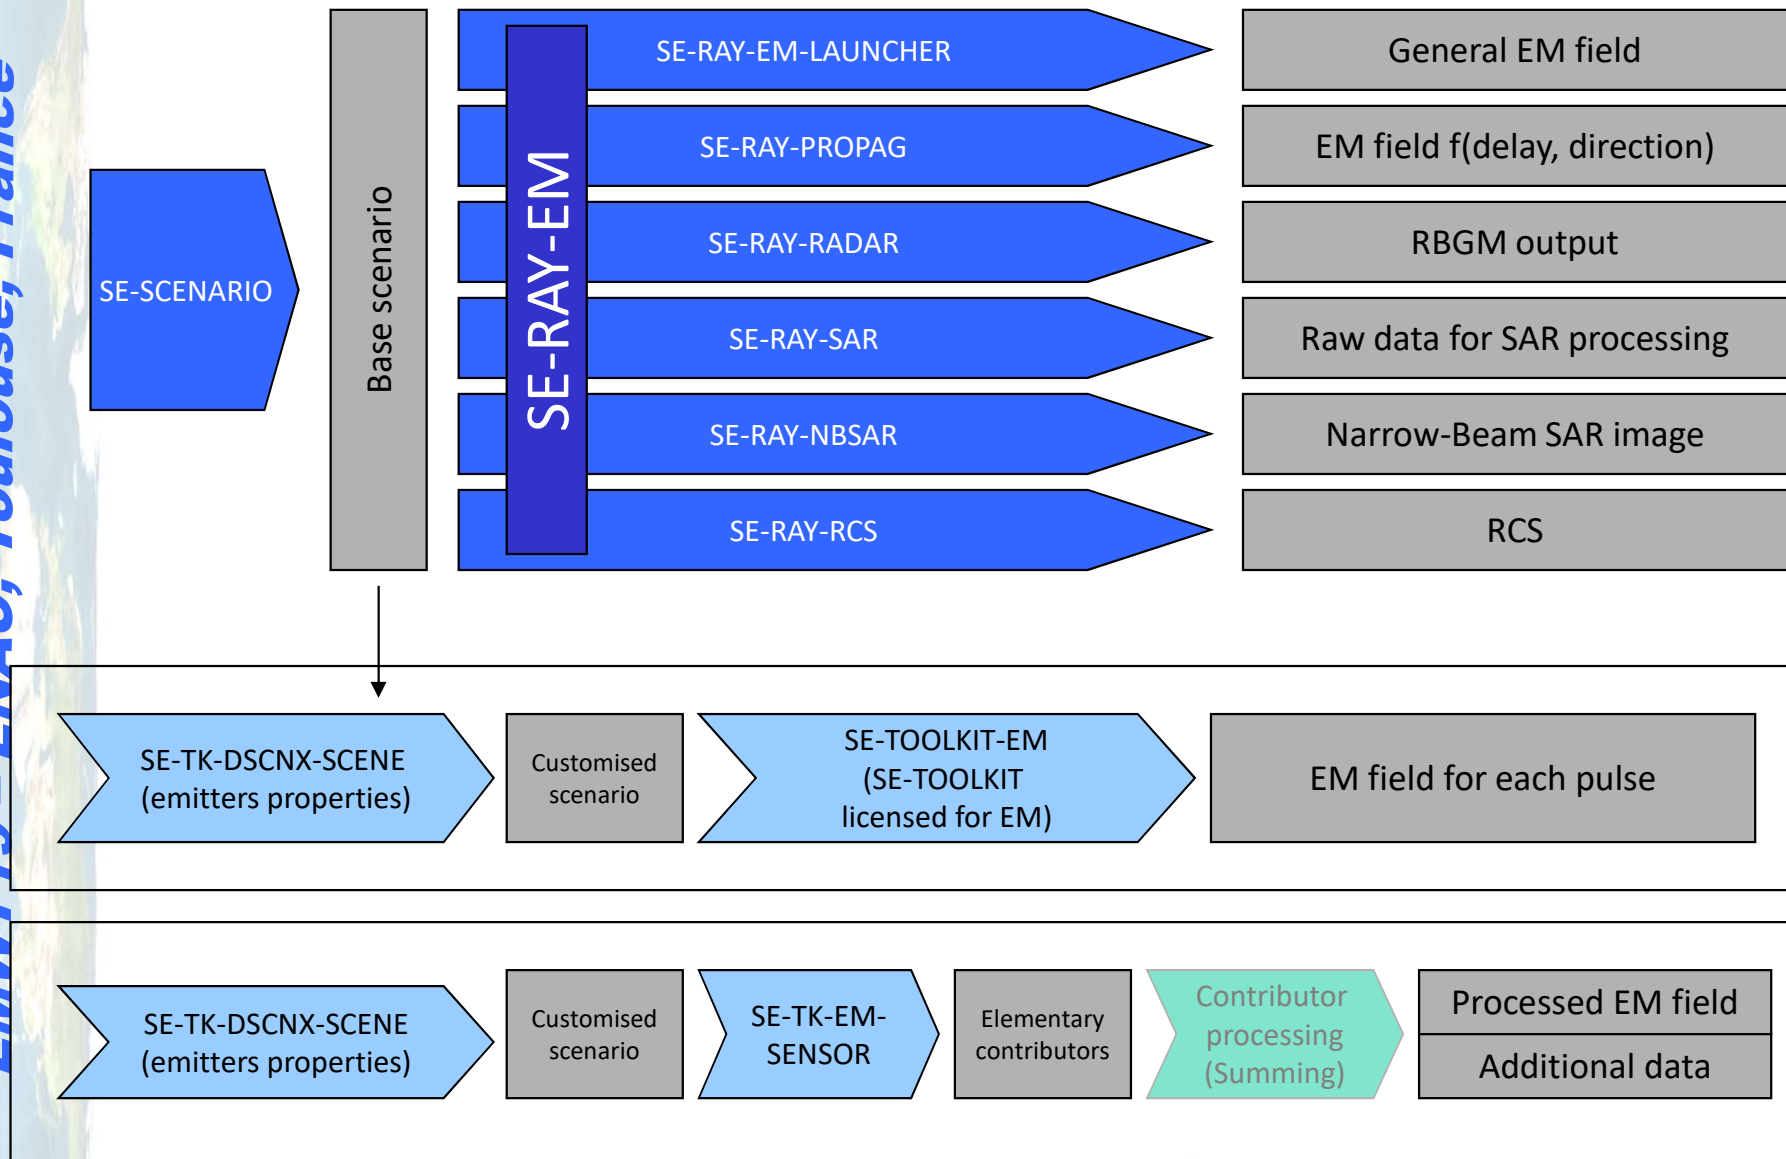 SE-SCENARIO
Base scenario
SE-RAY-EM
SE-RAY-EM-LAUNCHER
General EM field
SE-RAY-PROPAG
EM field f(delay, direction)
SE-RAY-RADAR
RBGM output
SE-RAY-SAR
Raw data for SAR processing
SE-RAY-NBSAR
Narrow-Beam SAR image
SE-RAY-RCS
RCS
SE-TK-DSCNX-SCENE
(emitters properties)
Customised
scenario
SE-TOOLKIT-EM
(SE-TOOLKIT
licensed for EM)
EM field for each pulse
SE-TK-DSCNX-SCENE
(emitters properties)
Customised
scenario
SE-TK-EM-
SENSOR
Elementary
contributors
Contributor
processing
(Summing)
Processed EM field
Additional data
ENAC, Toulouse, France